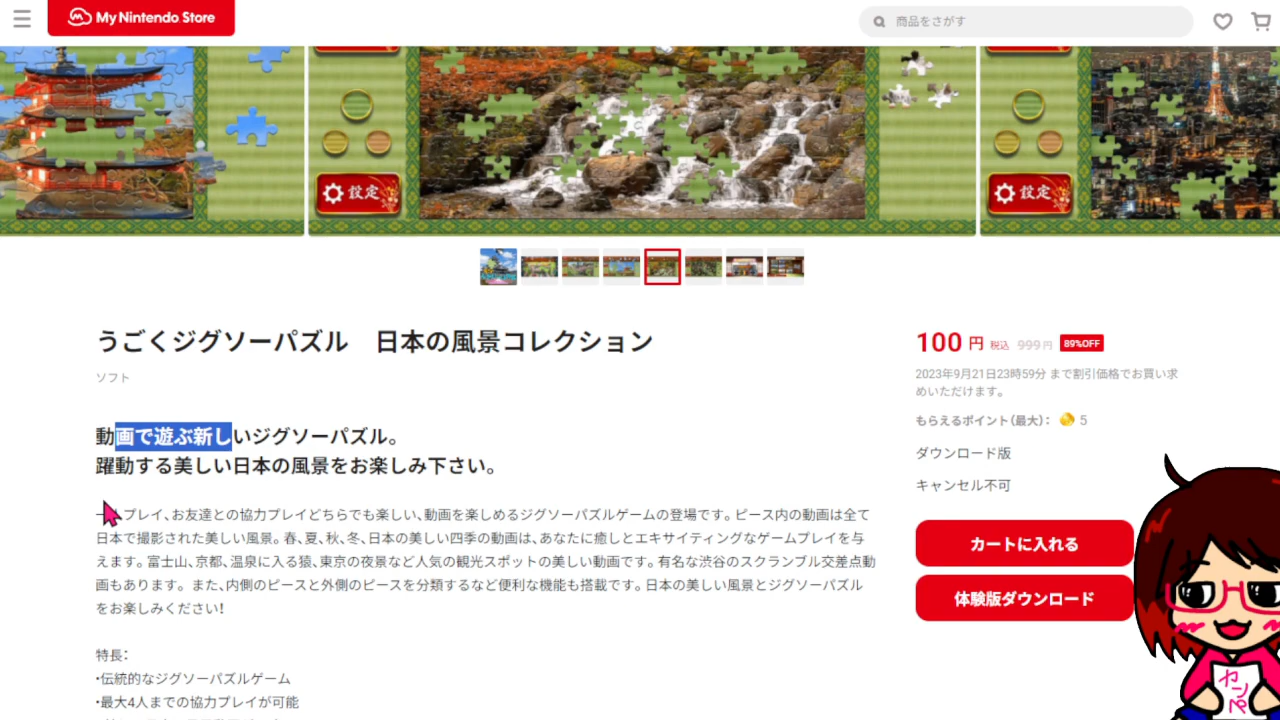 My Nintendo Store
商品をさがす
設定
設定
うごくジグソーパズル　日本の風景コレクション
ソフト
100 円 税込 999円 89%OFF
2023年9月21日23時59分 まで割引価格でお買い求
めいただけます。
もらえるポイント(最大): 5
ダウンロード版
キャンセル不可
カートに入れる
体験版ダウンロード
動画で遊ぶ新しいジグソーパズル。
躍動する美しい日本の風景をお楽しみ下さい。
プレイ、お友達との協力プレイどちらでも楽しい、動画を楽しめるジグソーパズルゲームの登場です。ピース内の動画は全て
日本で撮影された美しい風景。春、夏、秋、冬、日本の美しい四季の動画は、あなたに癒しとエキサイティングなゲームプレイを与
えます。富士山、京都、温泉に入る猿、東京の夜景など人気の観光スポットの美しい動画です。有名な渋谷のスクランブル交差点動
画もあります。 また、内側のピースと外側のピースを分類するなど便利な機能も搭載です。日本の美しい風景とジグソーパズル
をお楽しみください!
特長:
・伝統的なジグソーパズルゲーム
・最大4人までの協力プレイが可能
カンペ